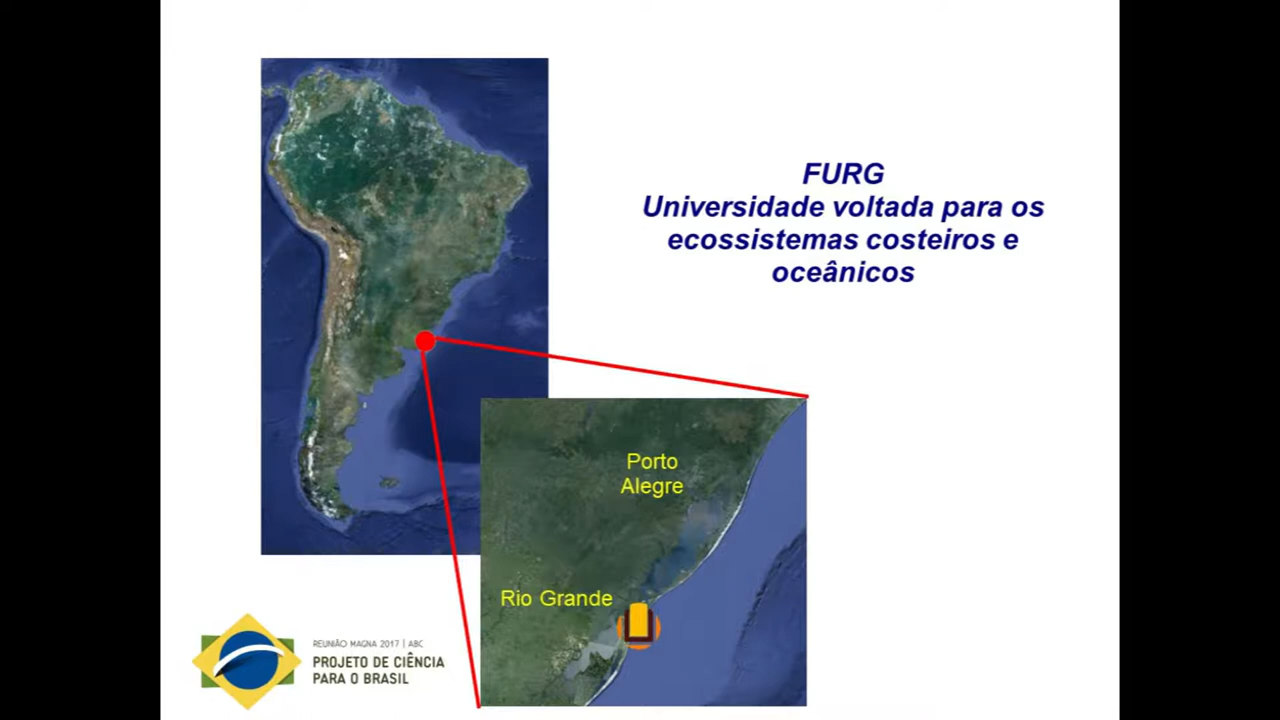 FURG
Universidade voltada para os
ecossistemas costeiros e
oceânicos
Porto
Alegre
Rio Grande
REUNIÃO MAGNA 2017 | ABC
PROJETO DE CIÊNCIA
PARA O BRASIL